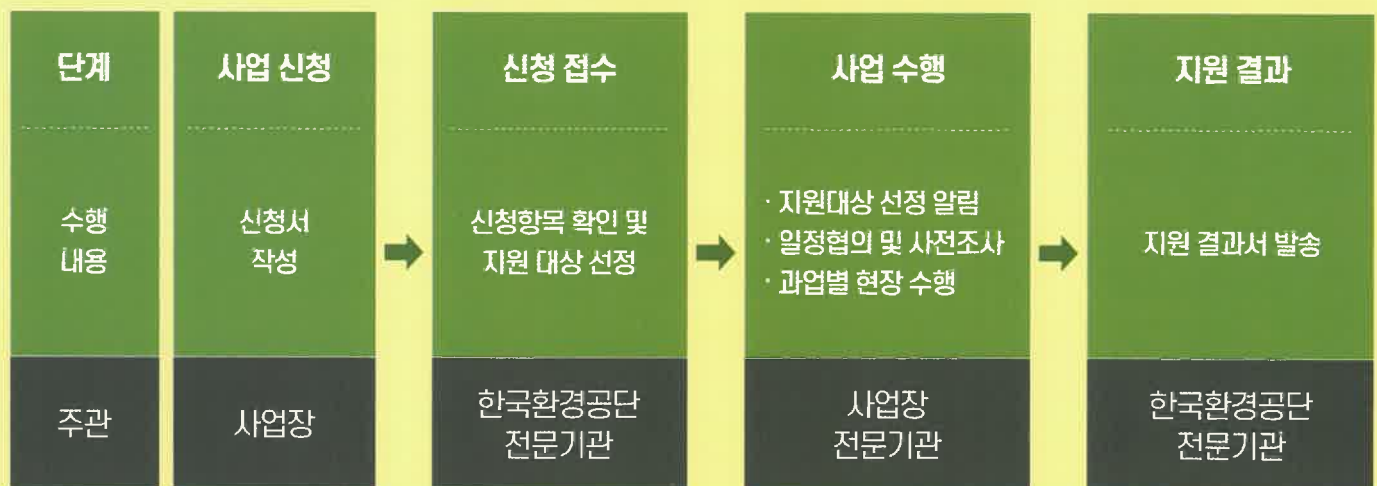 단계
사업 신청
신청 접수
사업 수행
지원 결과
수행
내용
신청서
작성
신청항목 확인 및
지원 대상 선정
· 지원대상 선정 알림
· 일정협의 및 사전조사
· 과업별 현장 수행
지원 결과서 발송
주관
사업장
한국환경공단
전문기관
사업장
전문기관
한국환경공단
전문기관